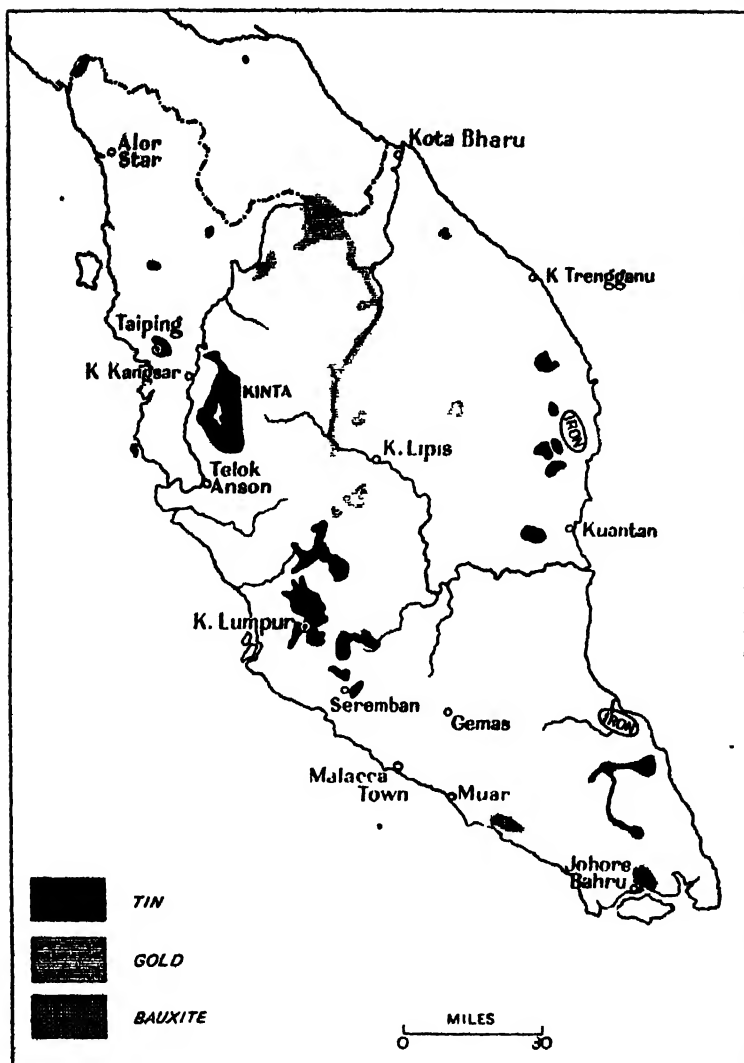 Alor
Star
Kota Bharu
K Trengganu
Taiping
K Kangsar
KINTA
IRON
K. Lipis
Telok
Anson
Kuantan
K. Lumpur
Seremban
Gemas
IRON
Malacca
Town
Muar
Johore
Bahru
TIN
GOLD
BAUXITE
MILES
0 30